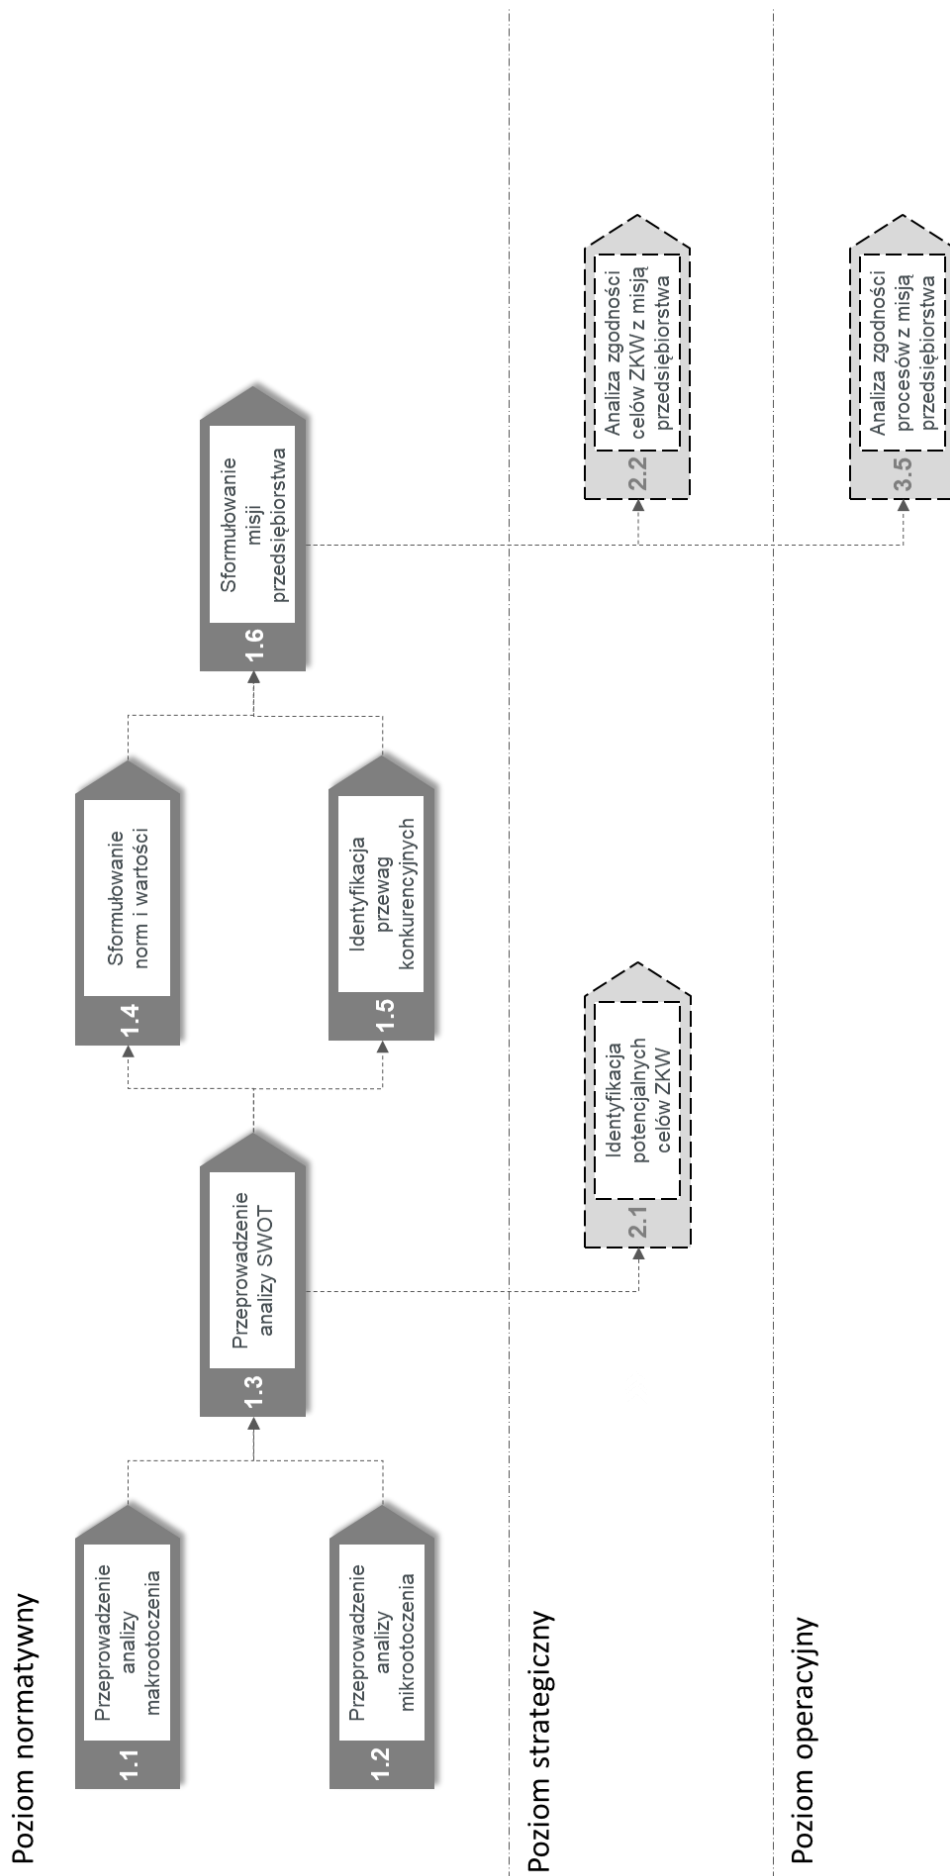 Poziom normatywny
1.1
Przeprowadzenie
analizy
makrootoczenia
1.2
Przeprowadzenie
analizy
mikrootoczenia
1.3
Przeprowadzenie
analizy SWOT
1.4
Sformułowanie
norm i wartości
1.5
Identyfikacja
przewag
konkurencyjnych
1.6
Sformułowanie
misji
przedsiębiorstwa
Poziom strategiczny
2.1
Identyfikacja
potencjalnych
celów ZKW
2.2
Analiza zgodności
celów ZKW z misją
przedsiębiorstwa
Poziom operacyjny
3.5
Analiza zgodności
procesów z misją
przedsiębiorstwa